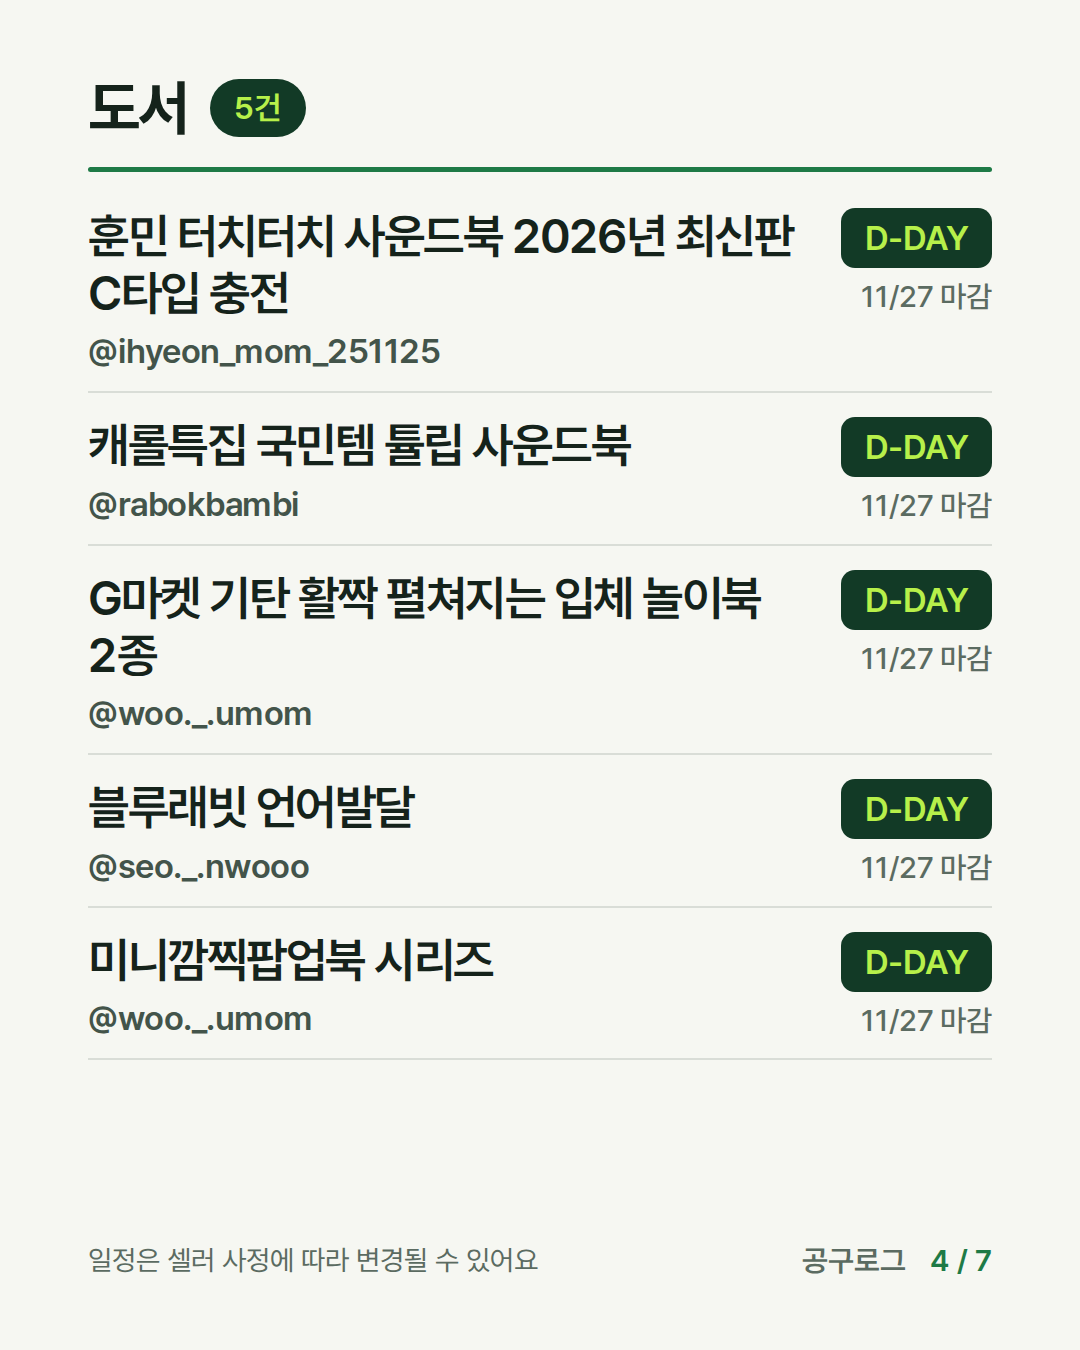 도서 5건
훈민 터치터치 사운드북 2026년 최신판
C타입 충전
@ihyeon_mom_251125
D-DAY
11/27 마감
캐롤특집 국민템 튤립 사운드북
@rabokbambi
D-DAY
11/27 마감
G마켓 기탄 활짝 펼쳐지는 입체 놀이북
2종
@woo._.umom
D-DAY
11/27 마감
블루래빗 언어발달
@seo._.nwooo
D-DAY
11/27 마감
미니깜찍팝업북 시리즈
@woo._.umom
D-DAY
11/27 마감
일정은 셀러 사정에 따라 변경될 수 있어요
공구로그 4 / 7